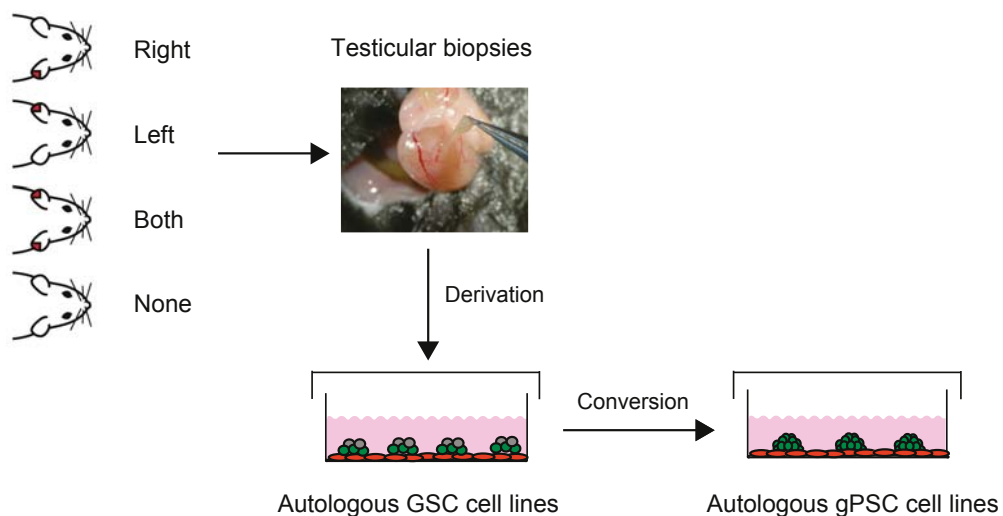 Right
Left
Both
None
Testicular biopsies
Derivation
Conversion
Autologous GSC cell lines
Autologous gPSC cell lines